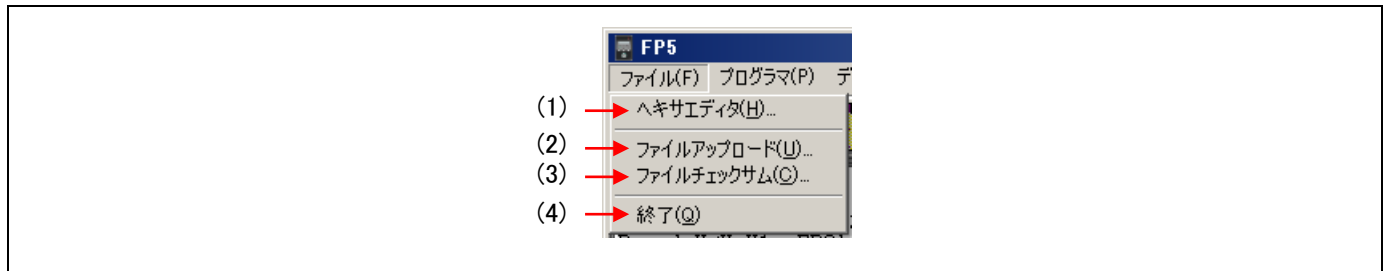 FP5
ファイル(F) プログラマ(P) デ
(1) ヘキサエディタ(H)...
(2) ファイルアップロード(U)...
(3) ファイルチェックサム(C)...
(4) 終了(Q)